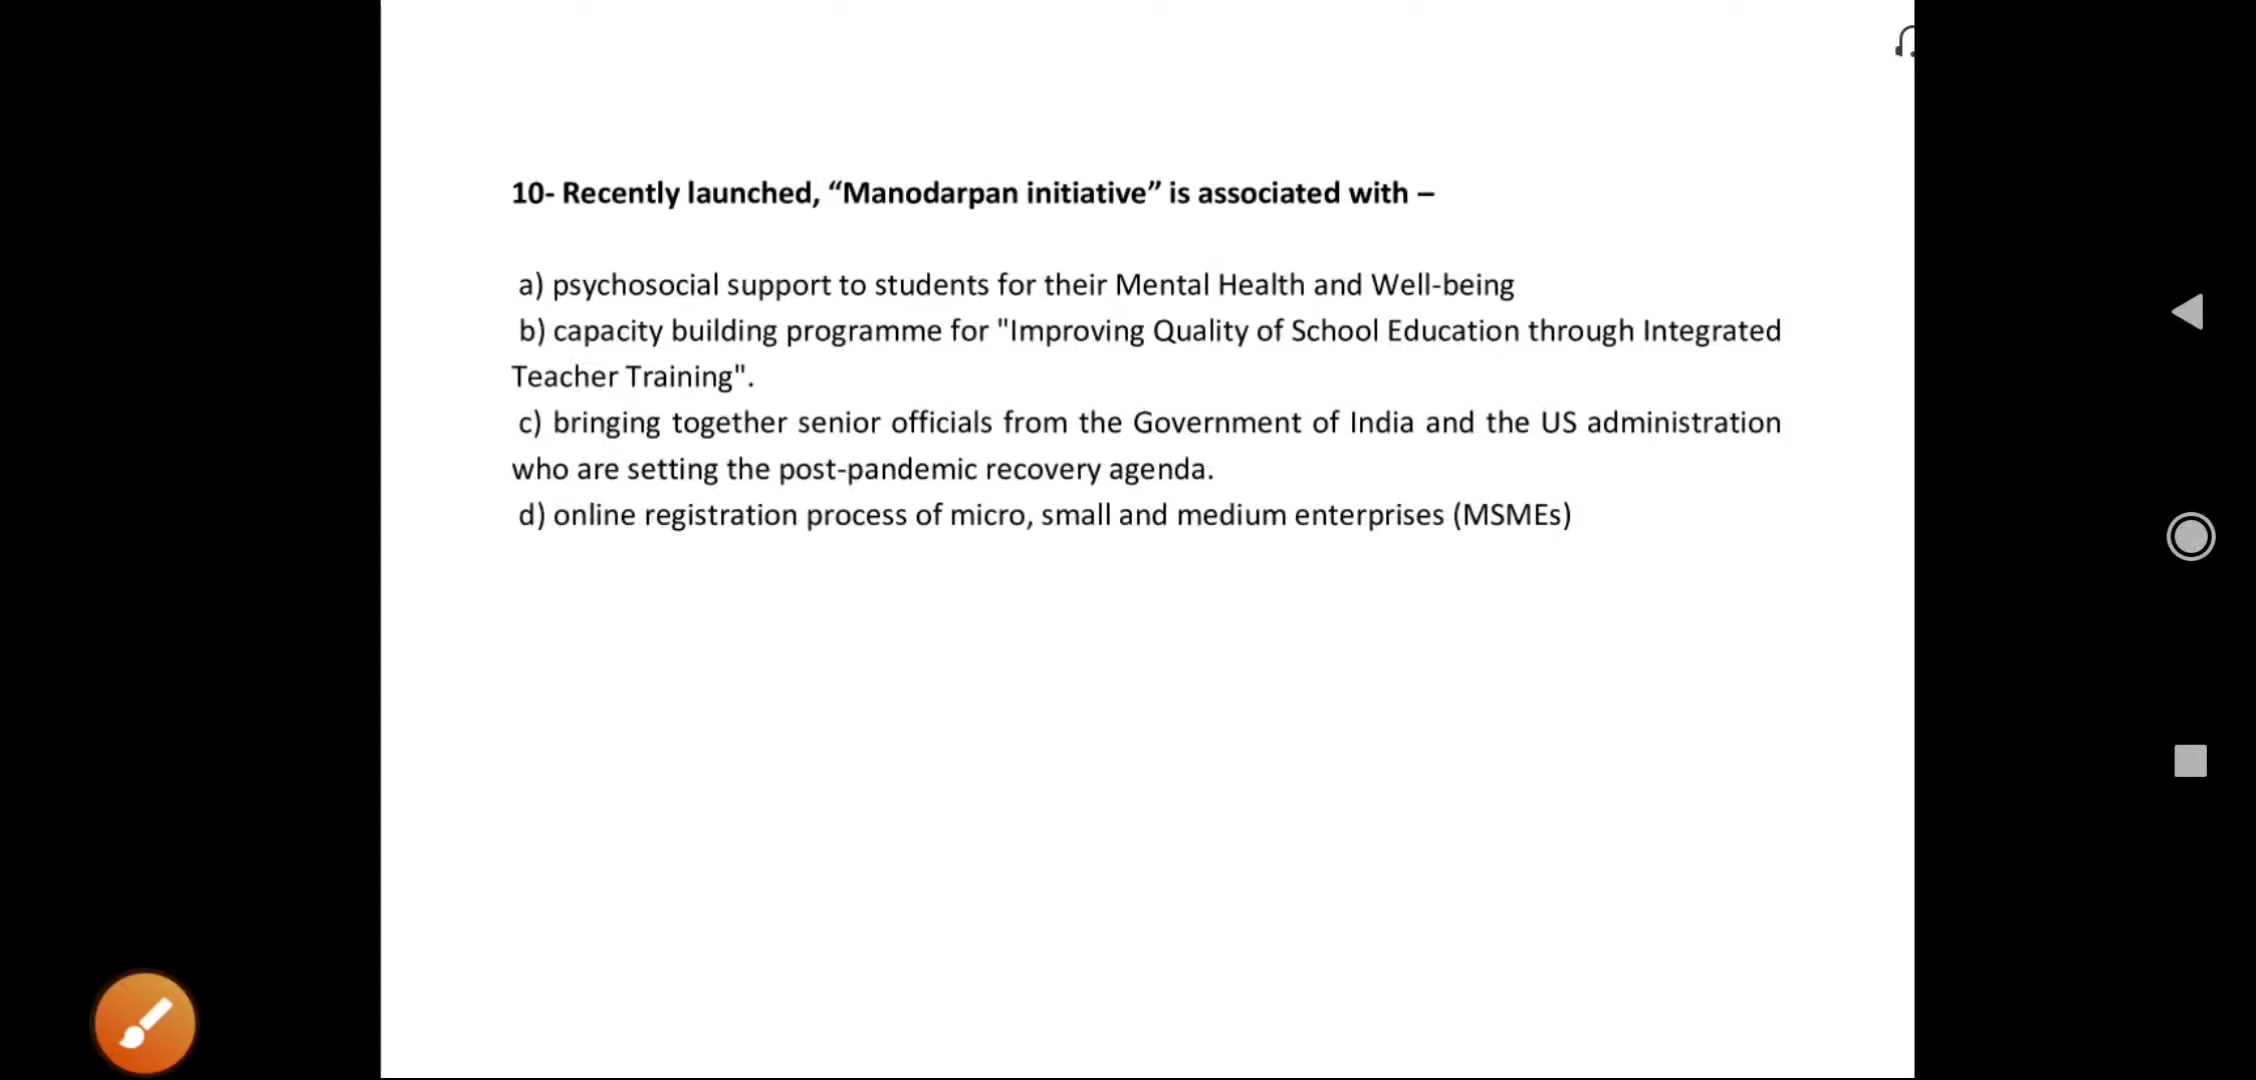 10- Recently launched, “Manodarpan initiative” is associated with –
a) psychosocial support to students for their Mental Health and Well-being
b) capacity building programme for "Improving Quality of School Education through Integrated
Teacher Training".
c) bringing together senior officials from the Government of India and the US administration
who are setting the post-pandemic recovery agenda.
d) online registration process of micro, small and medium enterprises (MSMEs)